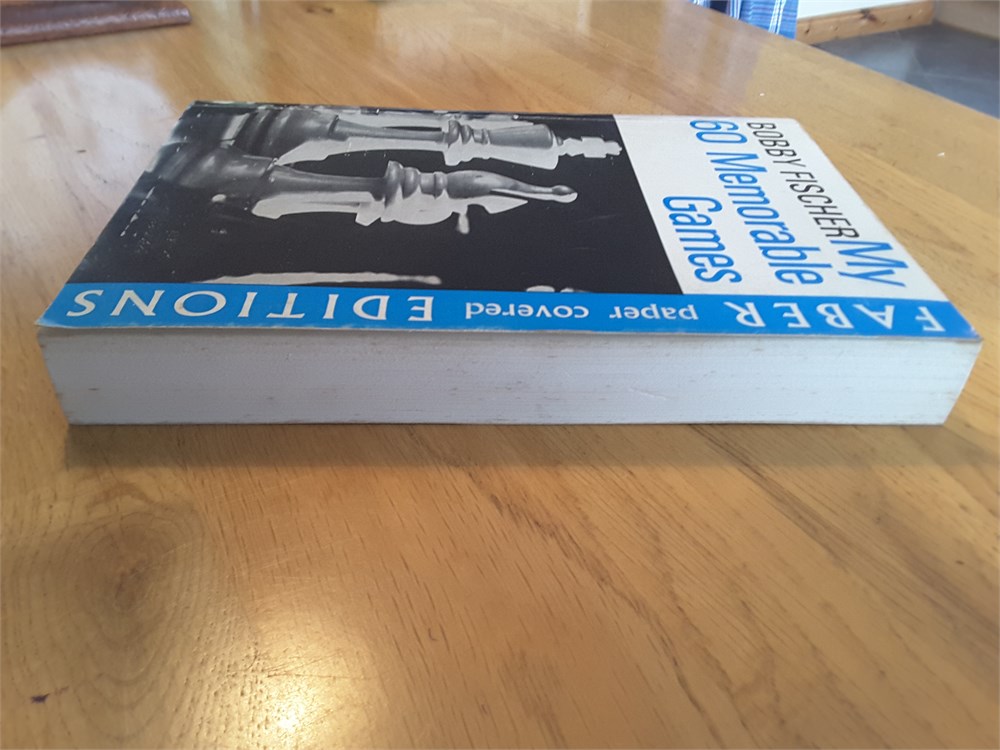 BOBBY FISCHER My
60 Memorable
Games
FABER paper covered EDITIONS